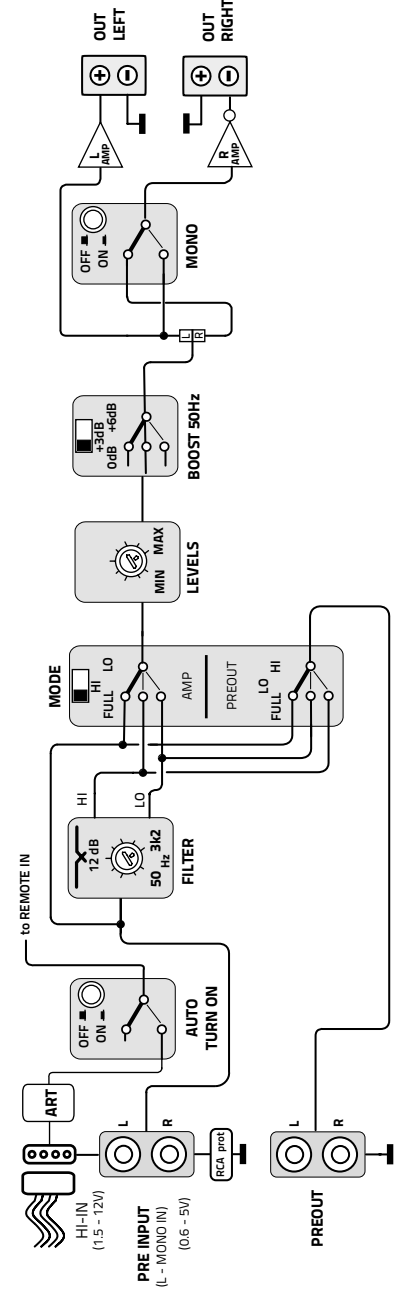 HI-IN
(1.5 - 12V)
ART
PRE INPUT
(L - MONO IN)
(0.6 - 5V)
L
R
RCA prot
PREOUT
L
R
to REMOTE IN
OFF
ON
AUTO
TURN ON
12 dB
50
Hz
3k2
FILTER
HI
LO
MODE
FULL
HI
LO
AMP
PREOUT
FULL
LO
HI
MIN
MAX
LEVELS
0dB
+3dB
+6dB
BOOST 50Hz
L
R
OFF
ON
MONO
L
AMP
R
AMP
OUT
LEFT
+
−
OUT
RIGHT
+
−